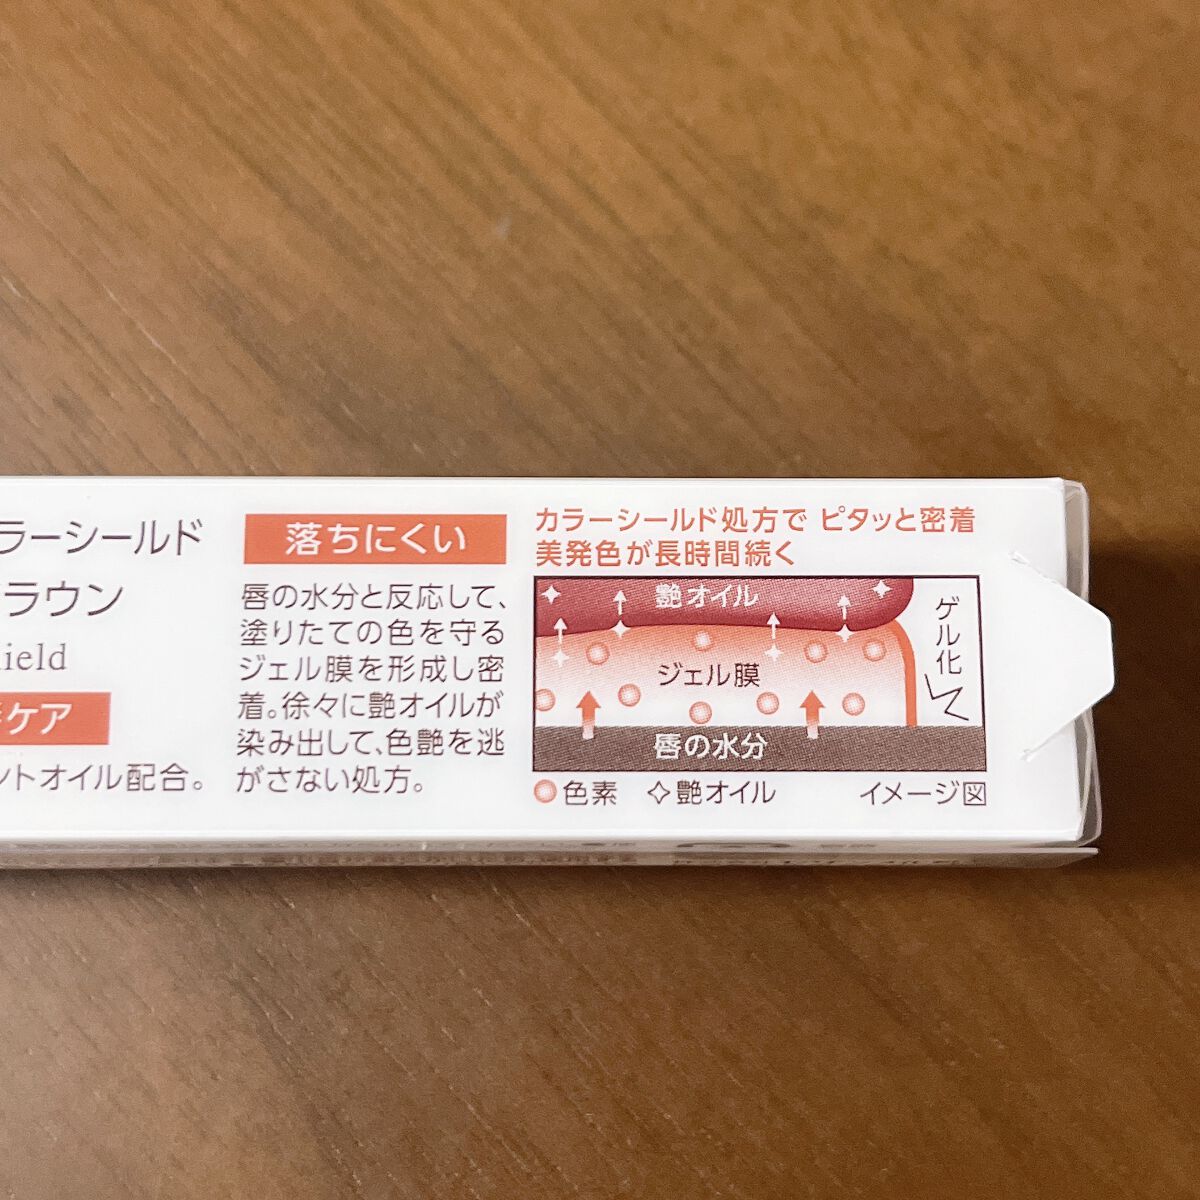 ラーシールド
ラウン
ield
ケア
ントオイル配合。
落ちにくい
唇の水分と反応して、
塗りたての色を守る
ジェル膜を形成し密
着。徐々に艶オイルが
染み出して、色艶を逃
がさない処方。
カラーシールド処方で ピタッと密着
美発色が長時間続く
艶オイル
ジェル膜
唇の水分
ゲル化
色素 艶オイル イメージ図